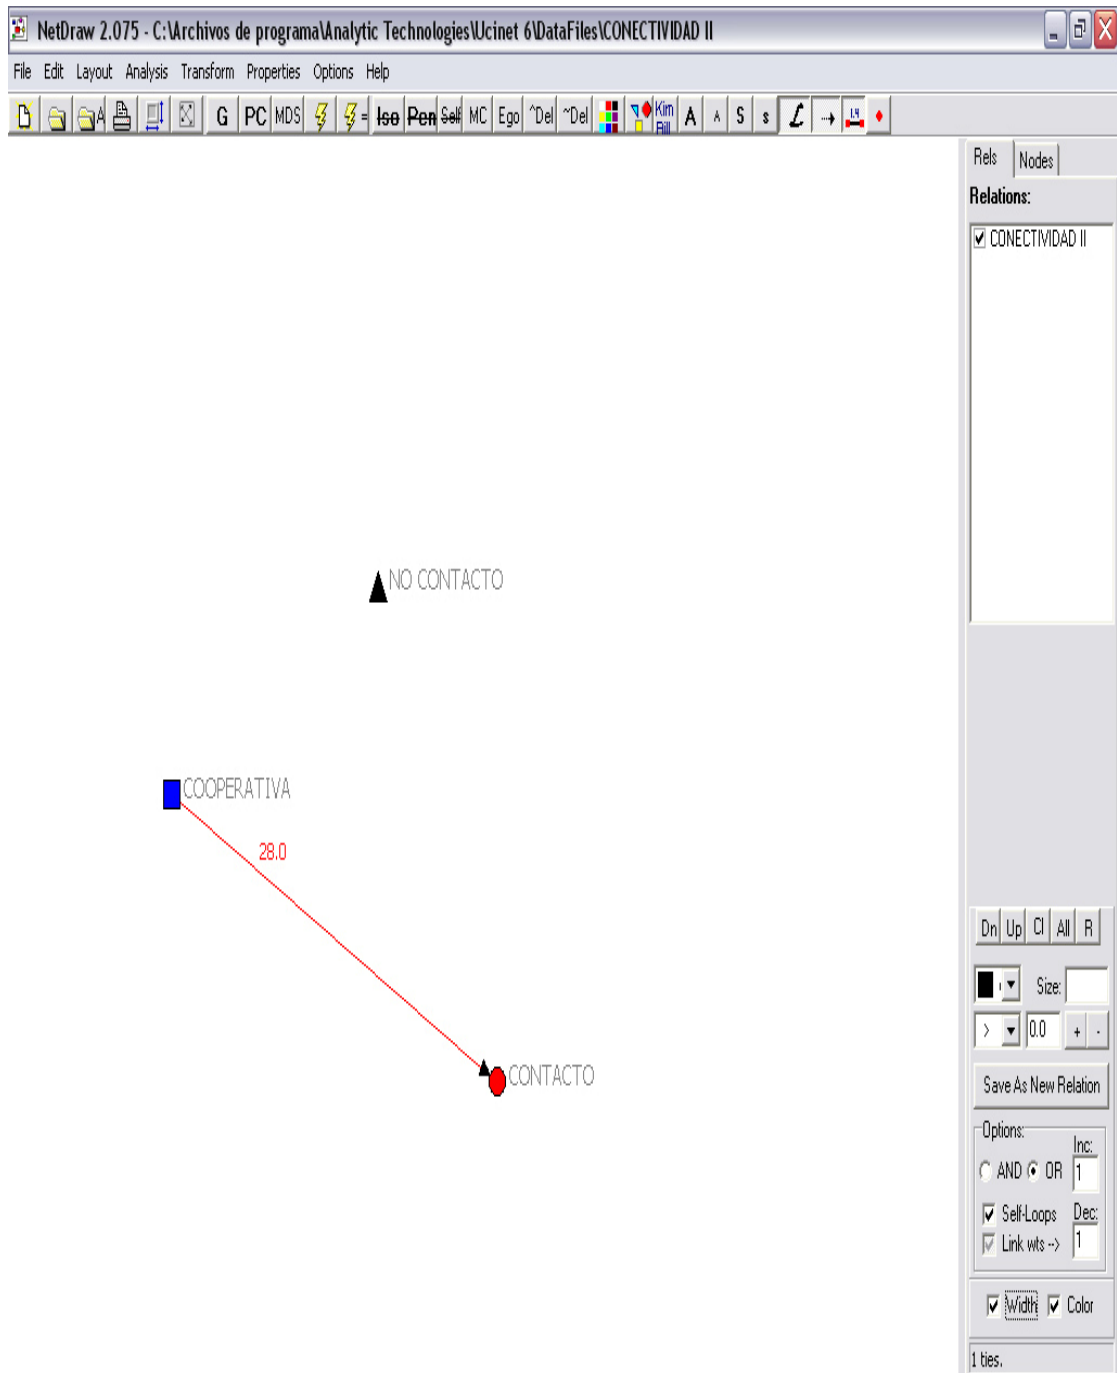 NetDraw 2.075 - C:\Archivos de programa\Analytic Technologies\Ucinet 6\DataFiles\CONECTIVIDAD II
File Edit Layout Analysis Transform Properties Options Help
A G PC MDS = Iso Pen Self MC Ego ^Del ~Del Kim Bill A A S s L
Rels Nodes
Relations:
CONECTIVIDAD II
NO CONTACTO
COOPERATIVA
28.0
CONTACTO
Dn Up Cl All R
Size:
> 0.0 + -
Save As New Relation
Options:
Inc:
AND OR 1
Self-Loops Dec:
Link wts --> 1
Width Color
1 ties.